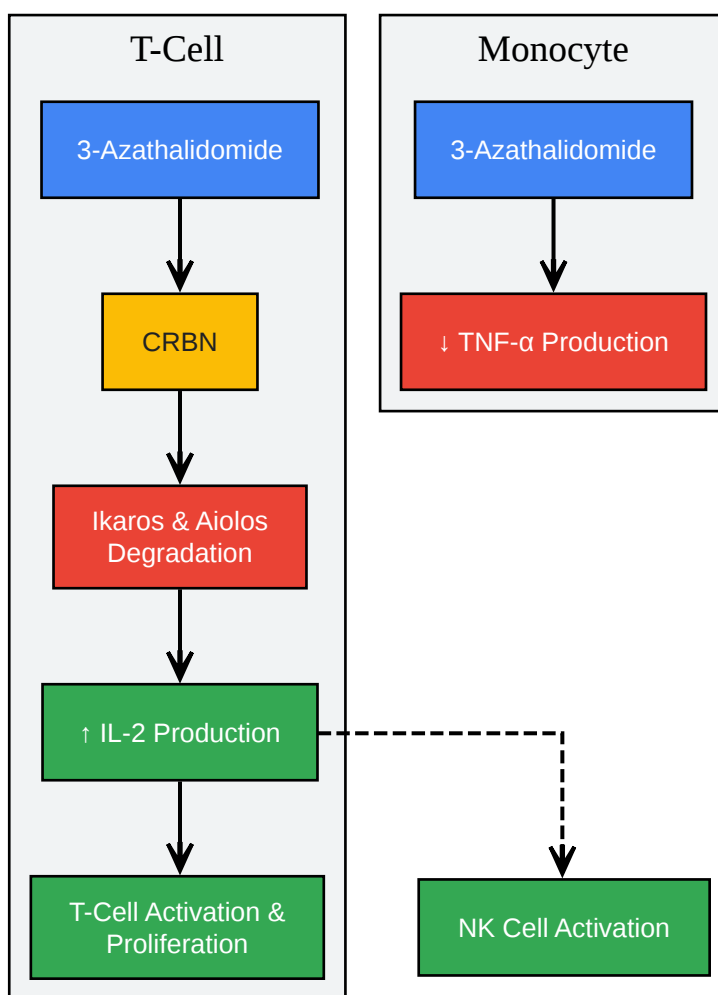 T-Cell
3-Azathalidomide
CRBN
Ikaros & Aiolos
Degradation
↑ IL-2 Production
T-Cell Activation &
Proliferation
Monocyte
3-Azathalidomide
↓ TNF-α Production
NK Cell Activation